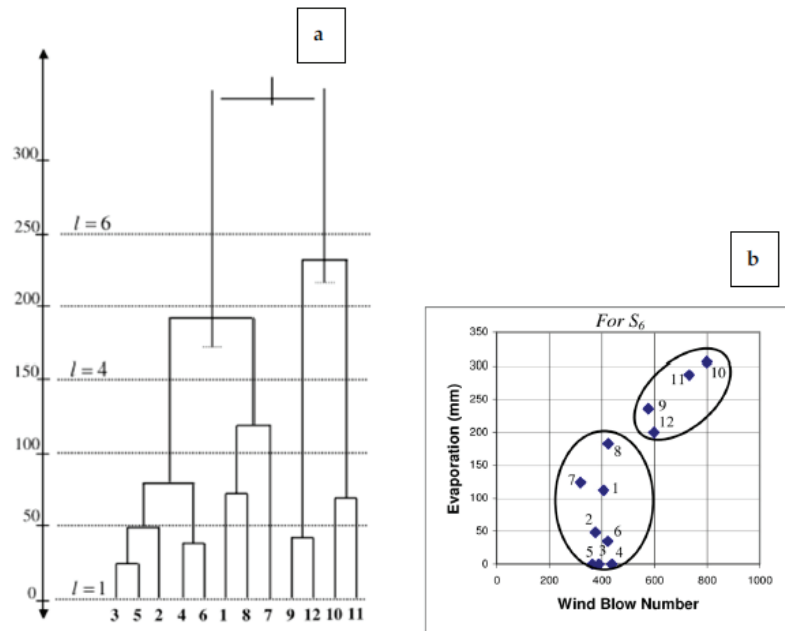 a
300
250
l = 6
200
150
l = 4
100
50
0
l = 1
3 5 2 4 6 1 8 7 9 12 10 11
b
For S6
Evaporation (mm)
350
300
250
200
150
100
50
0
10
11
9
12
8
7
1
2
6
5
3
4
0 200 400 600 800 1000
Wind Blow Number